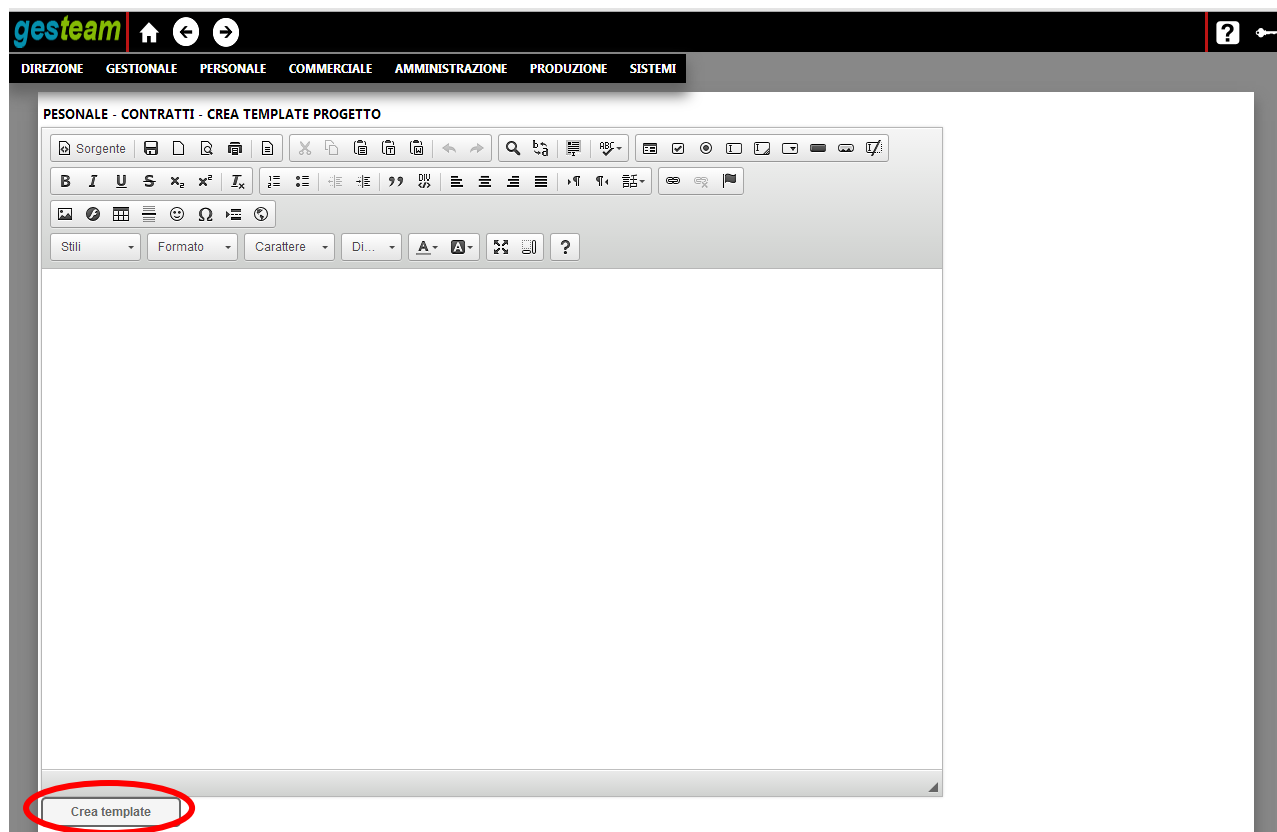 gesteam
?
DIREZIONE GESTIONALE PERSONALE COMMERCIALE AMMINISTRAZIONE PRODUZIONE SISTEMI
PESONALE - CONTRATTI - CREA TEMPLATE PROGETTO
Sorgente
Stili Formato Carattere Di... A A ?
Crea template